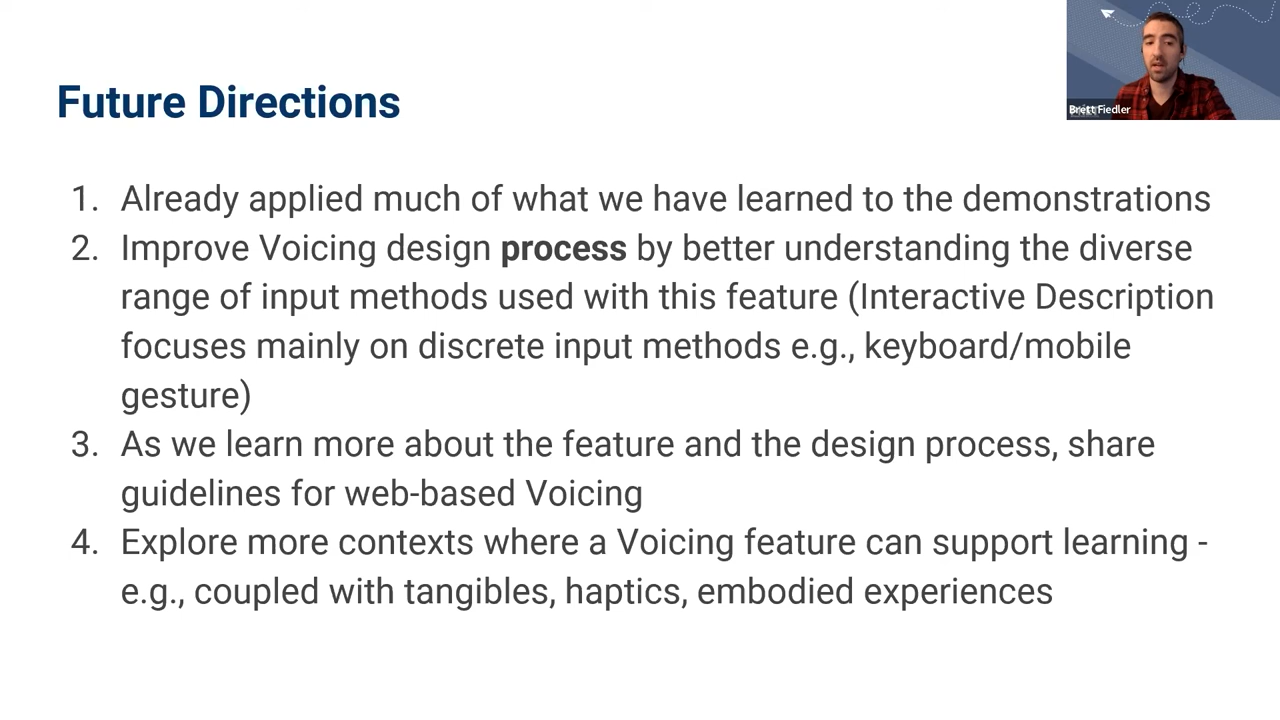 Future Directions
Brett Fiedler
1. Already applied much of what we have learned to the demonstrations
2. Improve Voicing design process by better understanding the diverse
range of input methods used with this feature (Interactive Description
focuses mainly on discrete input methods e.g., keyboard/mobile
gesture)
3. As we learn more about the feature and the design process, share
guidelines for web-based Voicing
4. Explore more contexts where a Voicing feature can support learning -
e.g., coupled with tangibles, haptics, embodied experiences